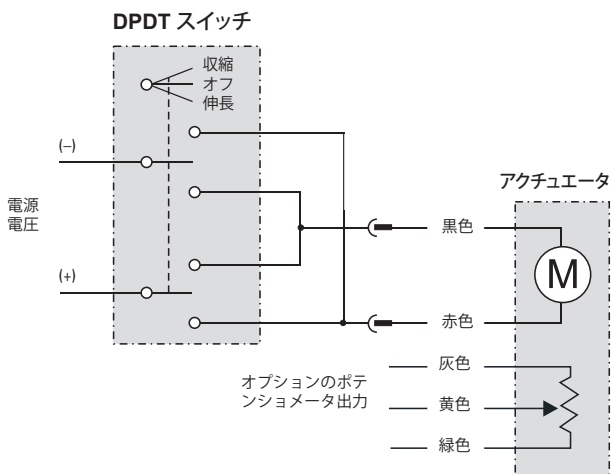 DPDT スイッチ
収縮
オフ
伸長
(–)
電源
電圧
(+)
アクチュエータ
黒色
M
赤色
灰色
オプションのポテ
ンショメータ出力
黄色
緑色